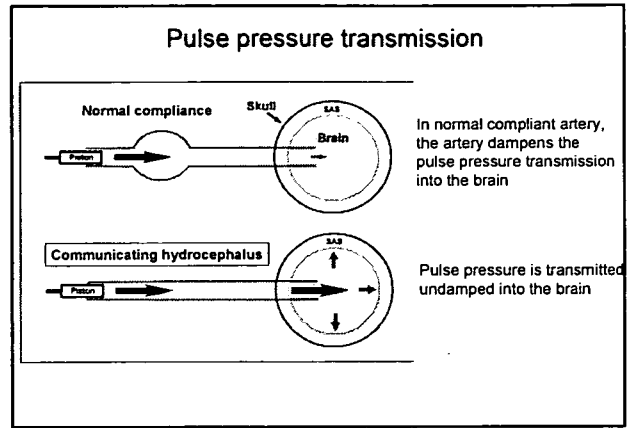 Pulse pressure transmission
Normal compliance
Skull
SAS
Brain
Piston
In normal compliant artery,
the artery dampens the
pulse pressure transmission
into the brain
Communicating hydrocephalus
SAS
Piston
Pulse pressure is transmitted
undamped into the brain